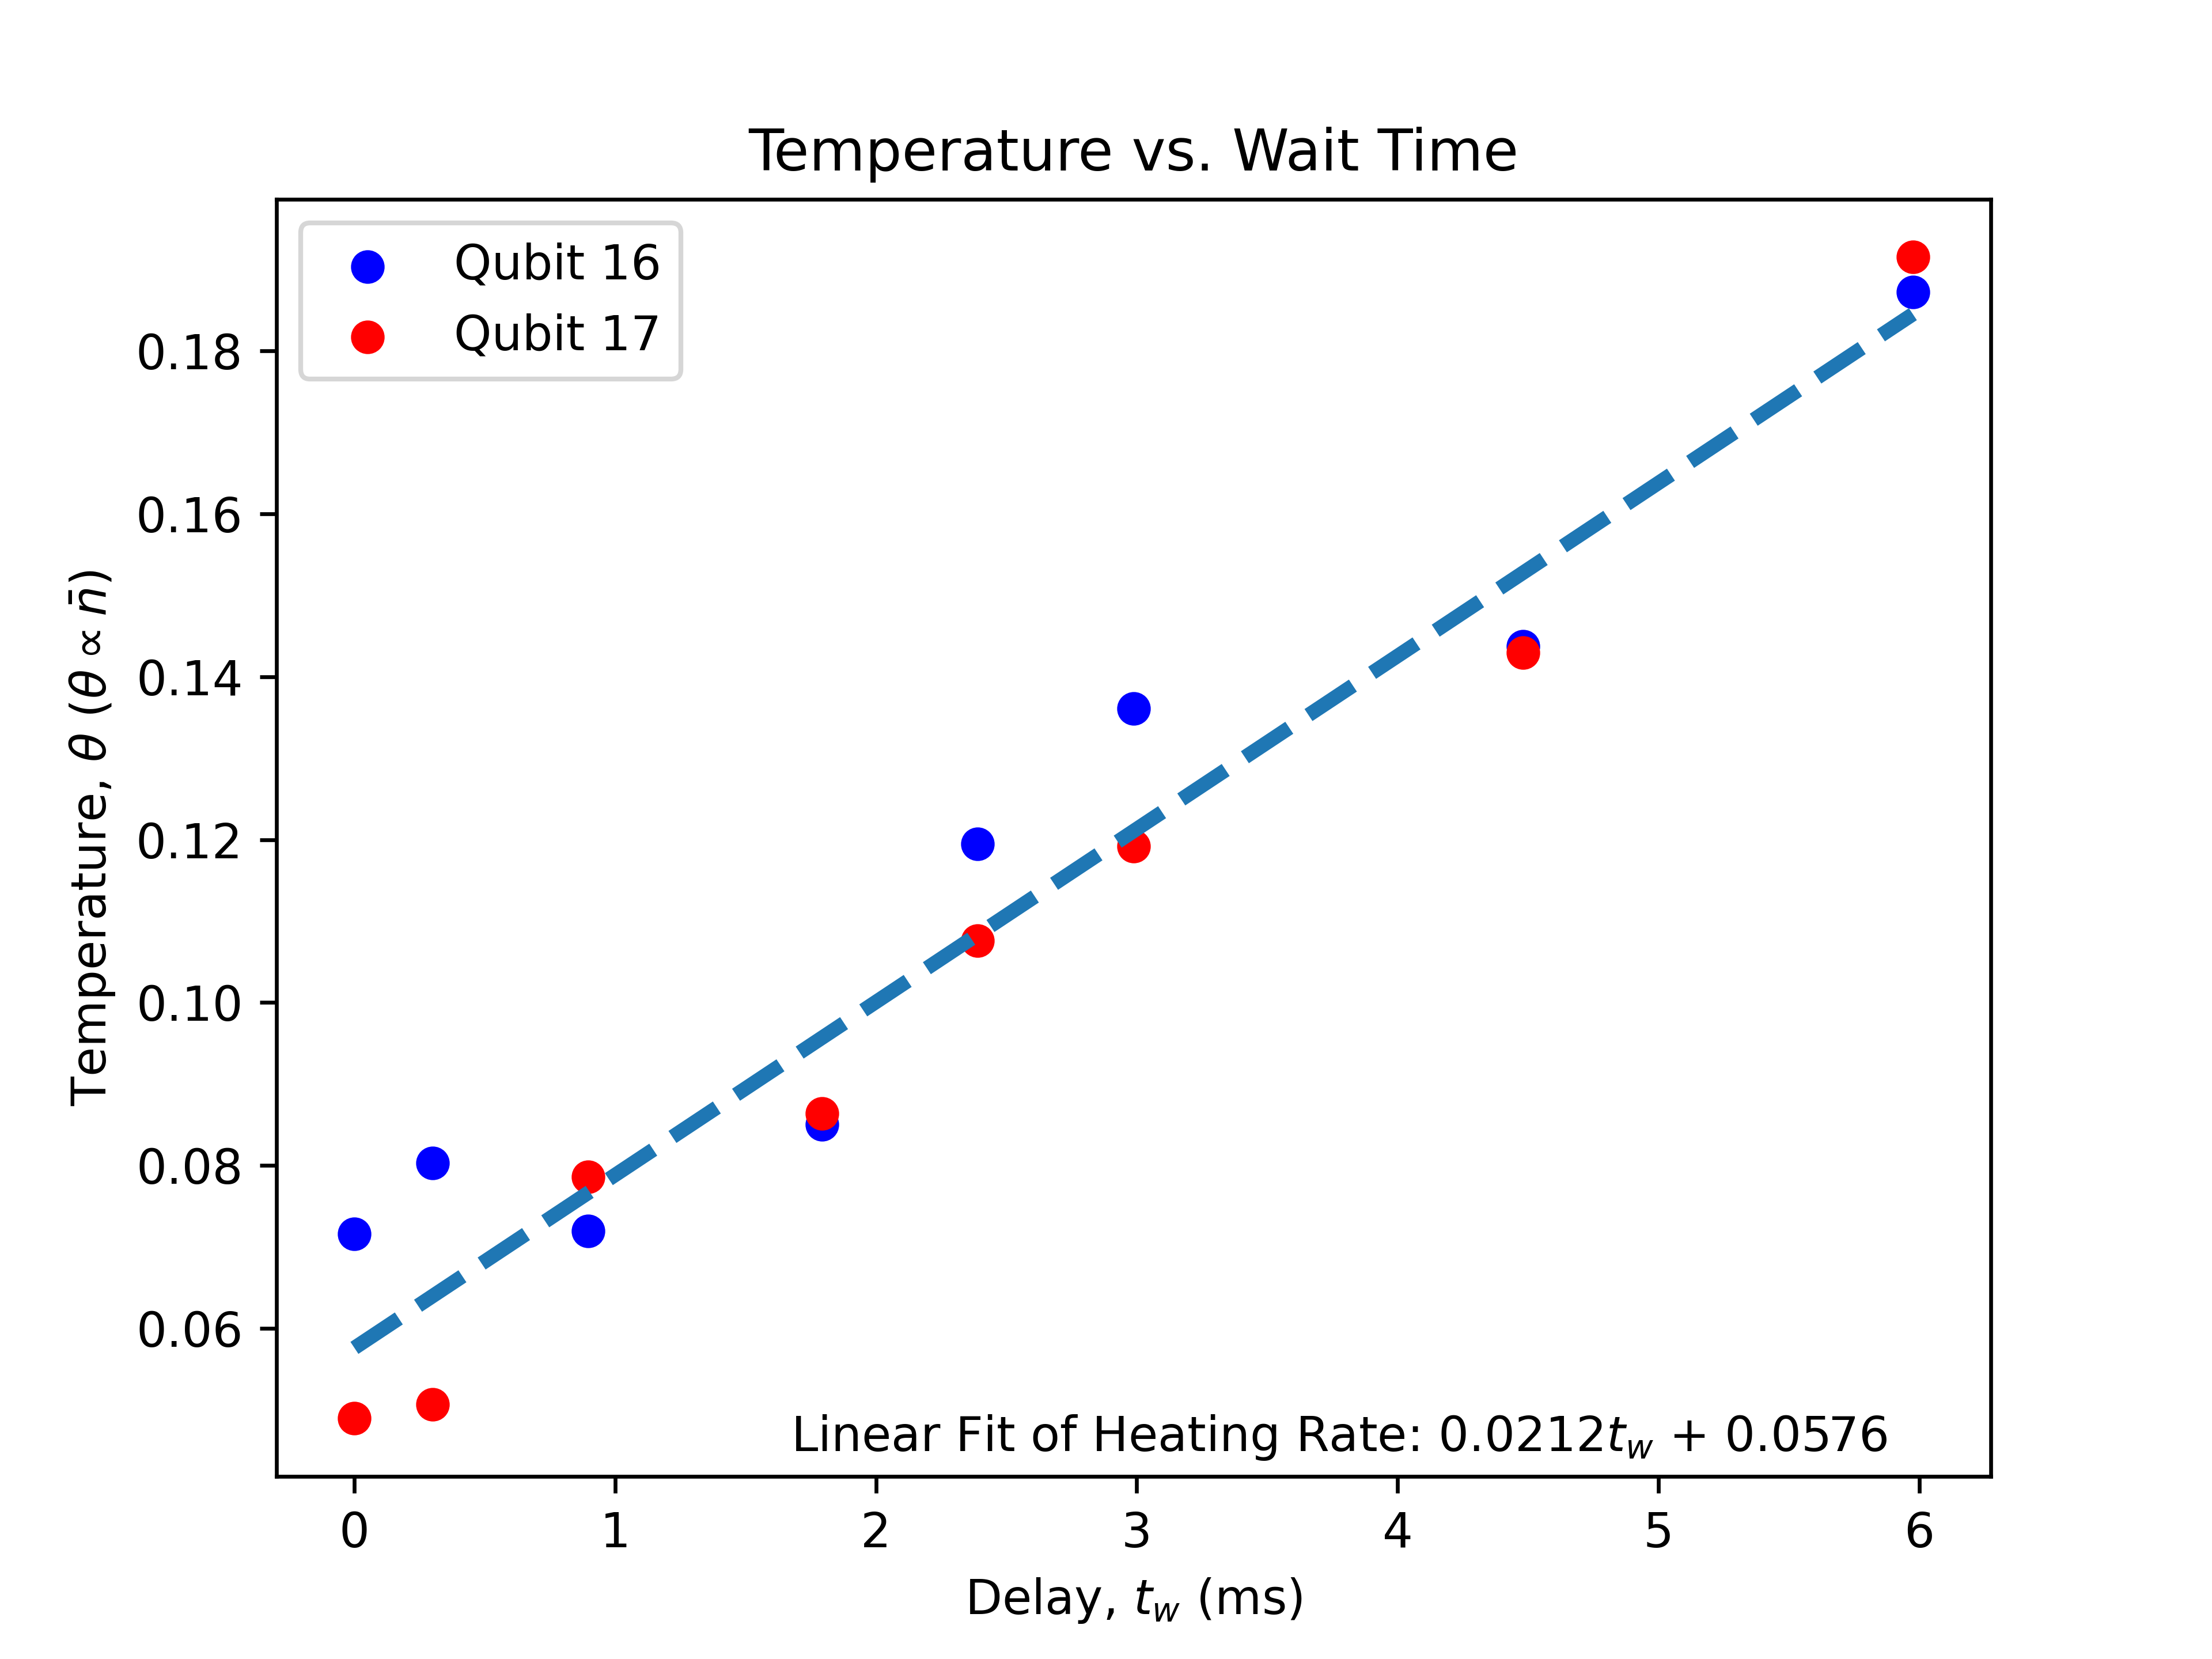 Temperature vs. Wait Time
Qubit 16
Qubit 17
0.18
0.16
0.14
0.12
0.10
0.08
0.06
Temperature, θ (θ ∝ n̄)
Linear Fit of Heating Rate: 0.0212t_w + 0.0576
0 1 2 3 4 5 6
Delay, t_w (ms)